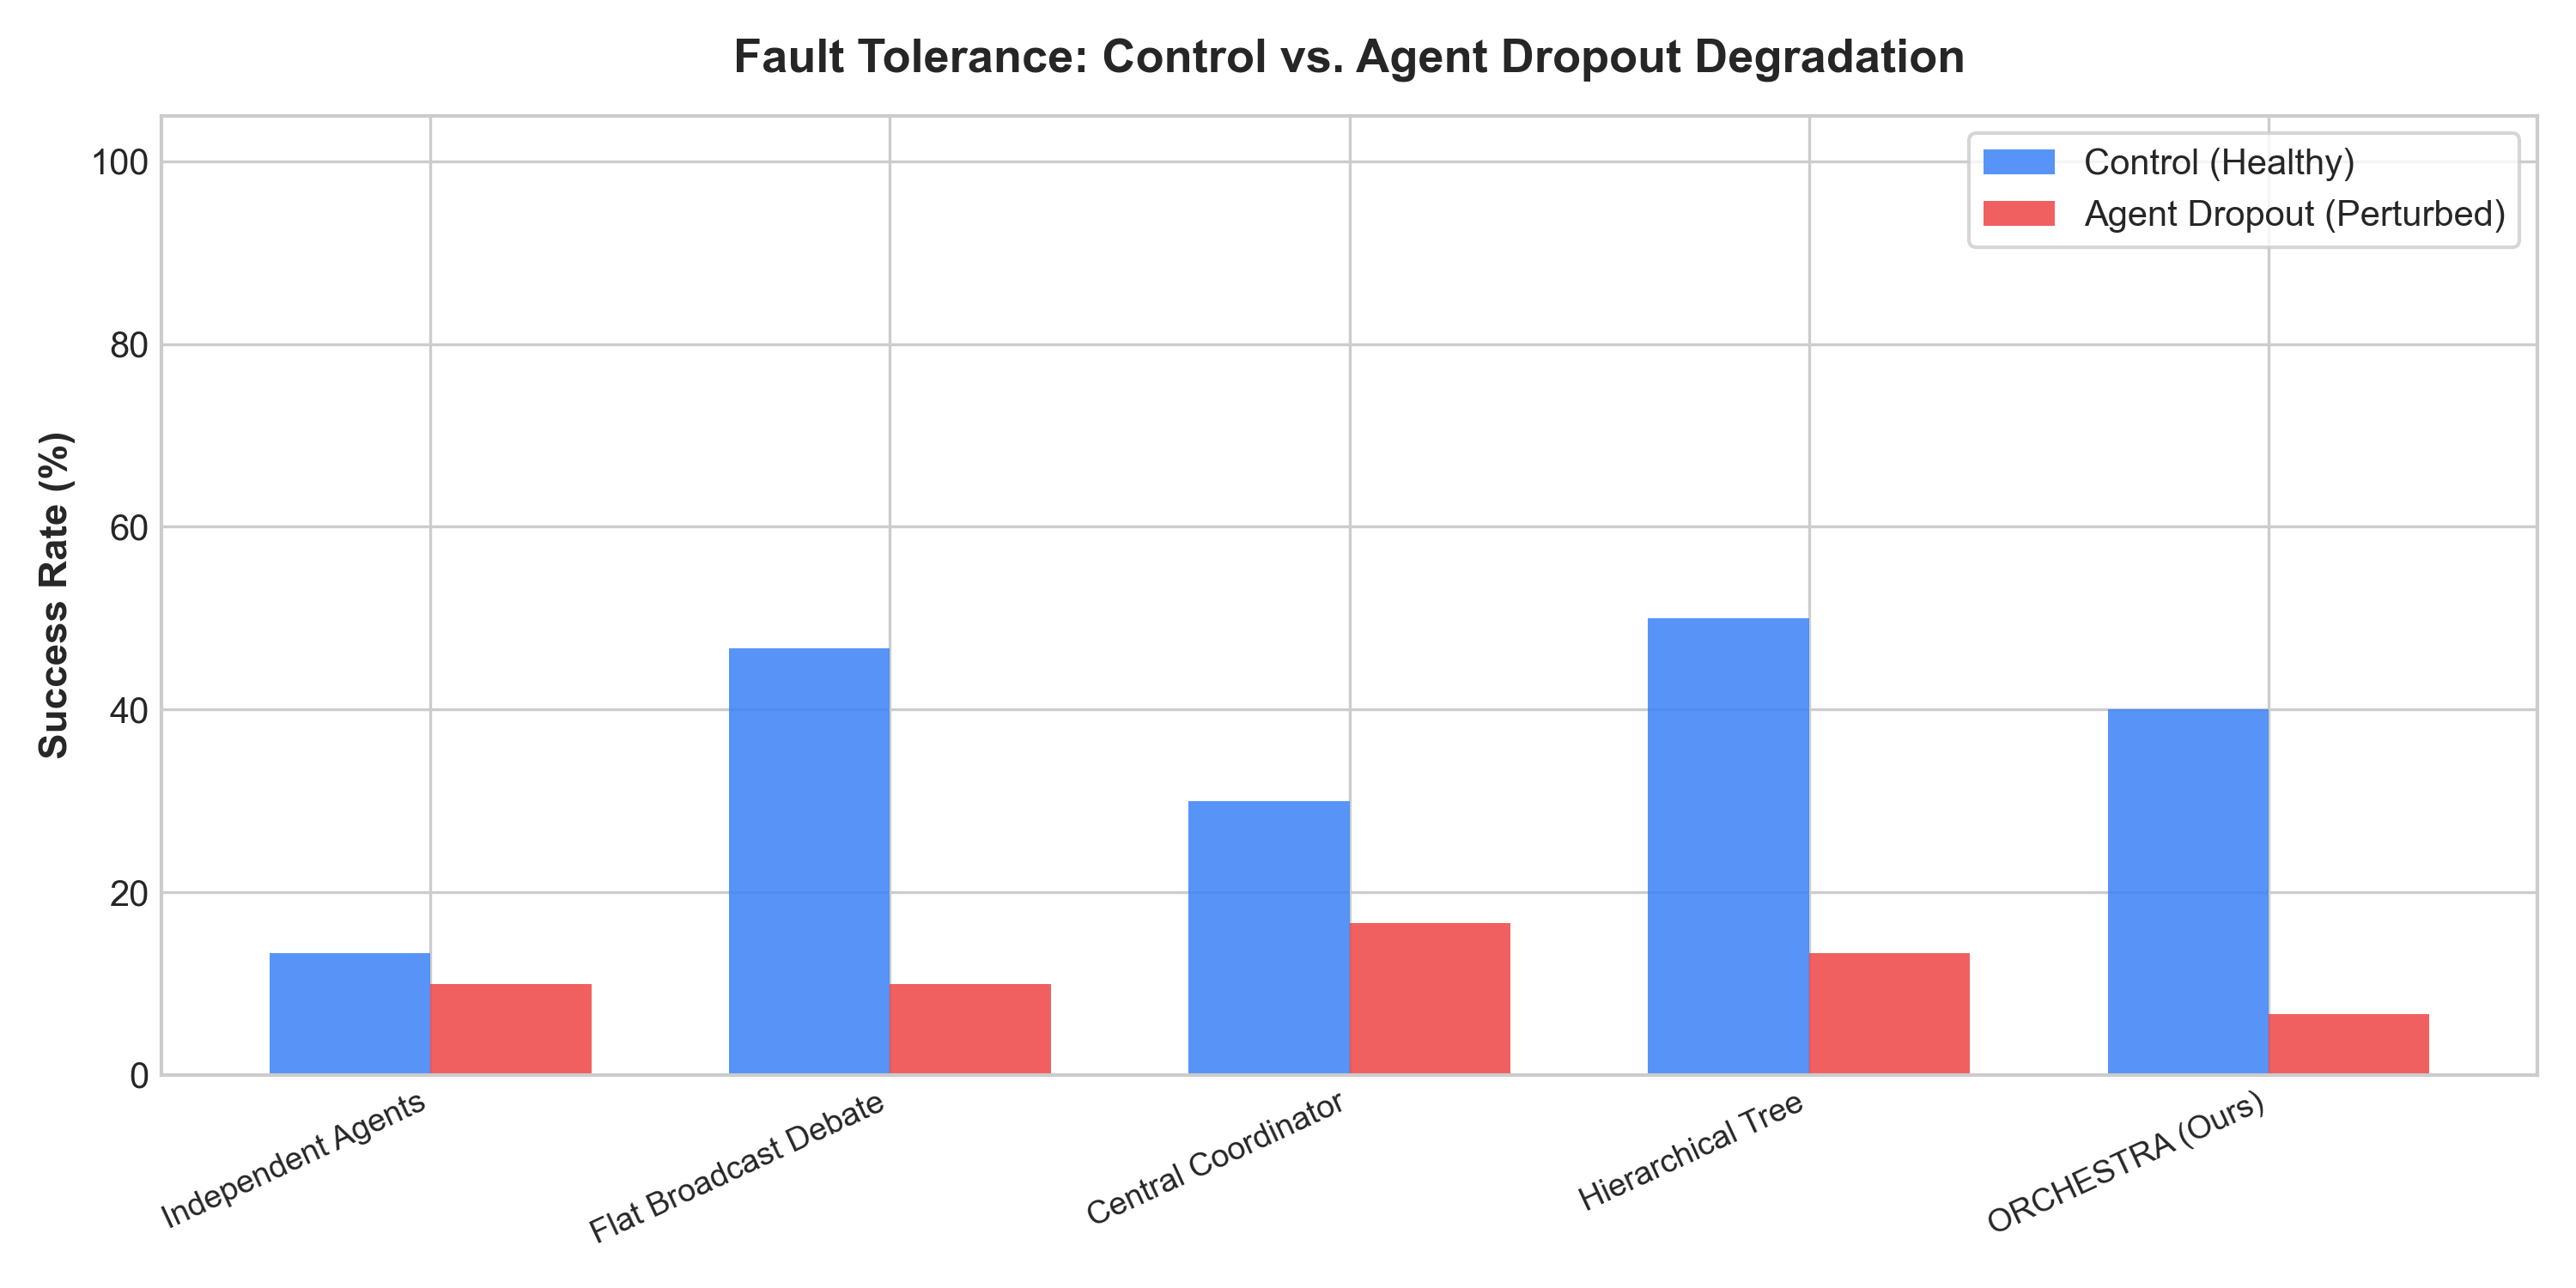 Fault Tolerance: Control vs. Agent Dropout Degradation
Control (Healthy)
Agent Dropout (Perturbed)
Success Rate (%)
100
80
60
40
20
0
Independent Agents
Flat Broadcast Debate
Central Coordinator
Hierarchical Tree
ORCHESTRA (Ours)